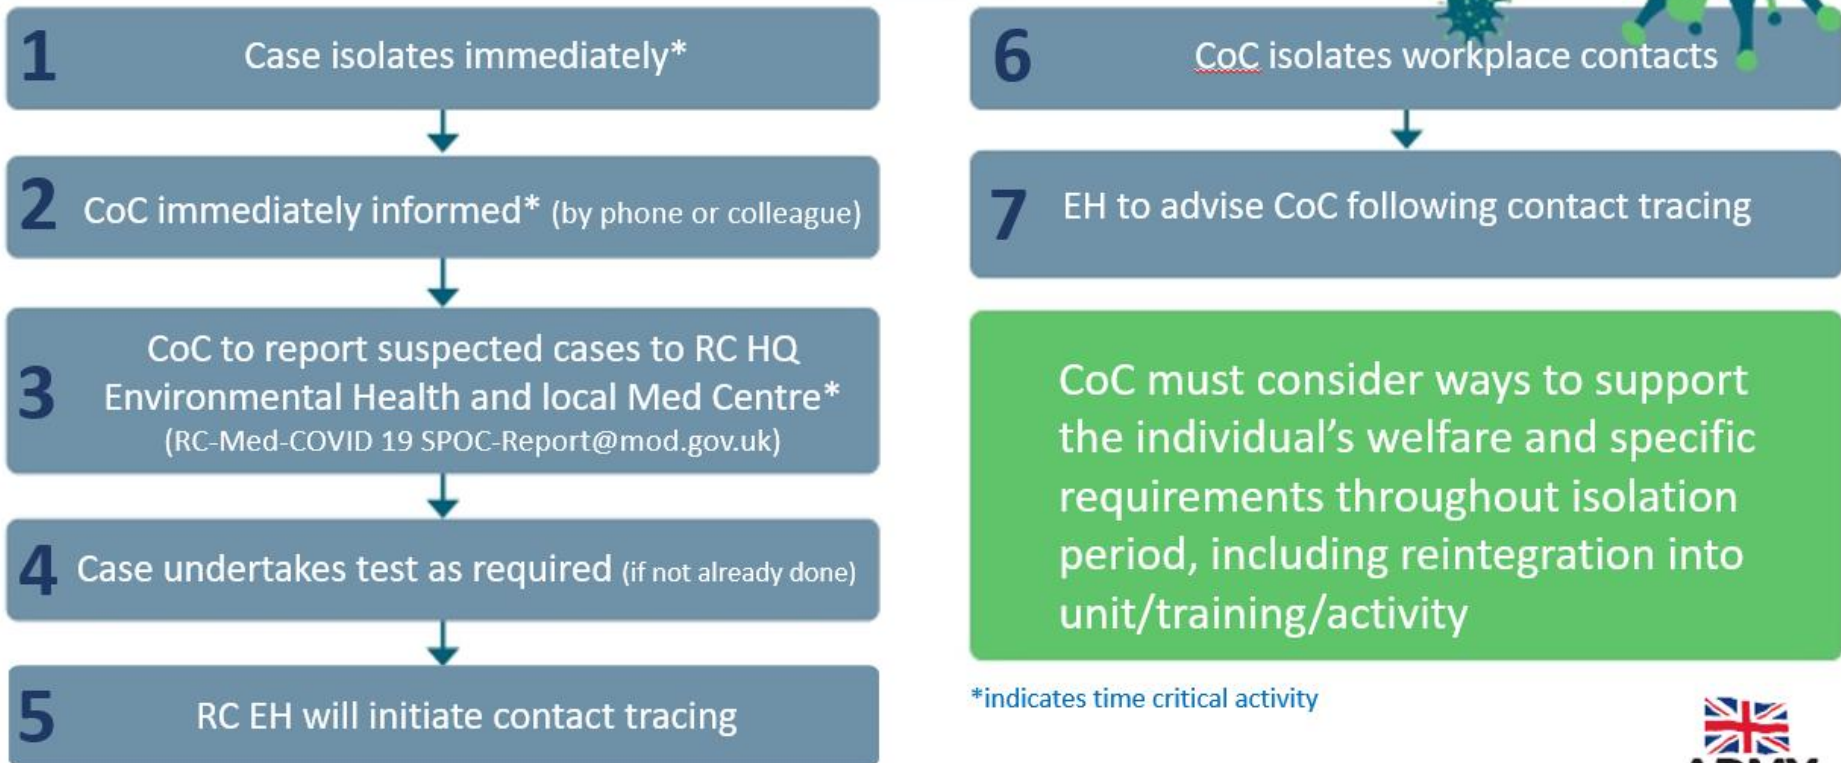 1
Case isolates immediately*
2
CoC immediately informed* (by phone or colleague)
3
CoC to report suspected cases to RC HQ
Environmental Health and local Med Centre*
(RC-Med-COVID 19 SPOC-Report@mod.gov.uk)
4
Case undertakes test as required (if not already done)
5
RC EH will initiate contact tracing
6
CoC isolates workplace contacts
7
EH to advise CoC following contact tracing
CoC must consider ways to support
the individual’s welfare and specific
requirements throughout isolation
period, including reintegration into
unit/training/activity
*indicates time critical activity
ARMY